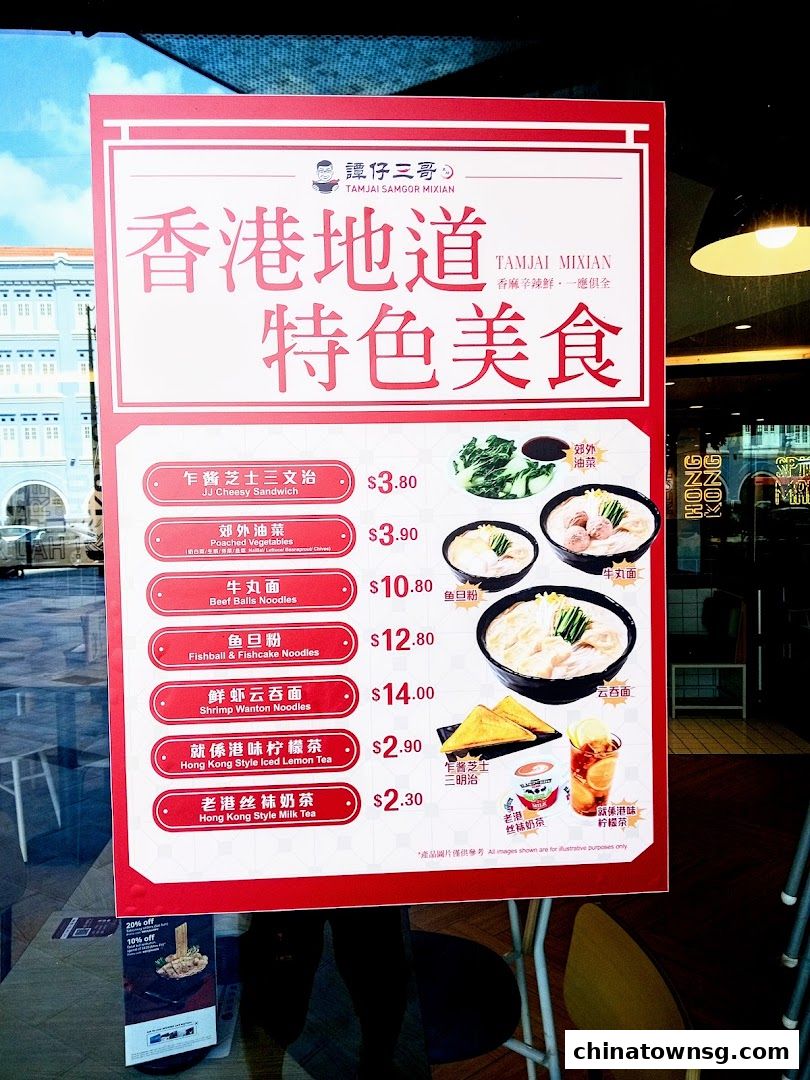 譚仔三哥
TAMJAI SAMGOR MIXIAN
香港地道
TAMJAI MIXIAN
香麻辛辣鮮·一應俱全
特色美食
乍酱芝士三文治
JJ Cheesy Sandwich
$3.80
郊外油菜
Poached Vegetables
$3.90
牛丸面
Beef Balls Noodles
$10.80
鱼旦粉
Fishball & Fishcake Noodles
$12.80
鲜虾云吞面
Shrimp Wanton Noodles
$14.00
就係港味柠檬茶
Hong Kong Style Iced Lemon Tea
$2.90
老港丝袜奶茶
Hong Kong Style Milk Tea
$2.30
郊外
油菜
牛丸面
鱼旦粉
云吞面
乍酱芝士
三明治
老港
丝袜奶茶
就係港味
柠檬茶
*產品圖片僅供參考 All images shown are for illustrative purposes only.
HONG
KONG
20% off
10% off
chinatownsg.com